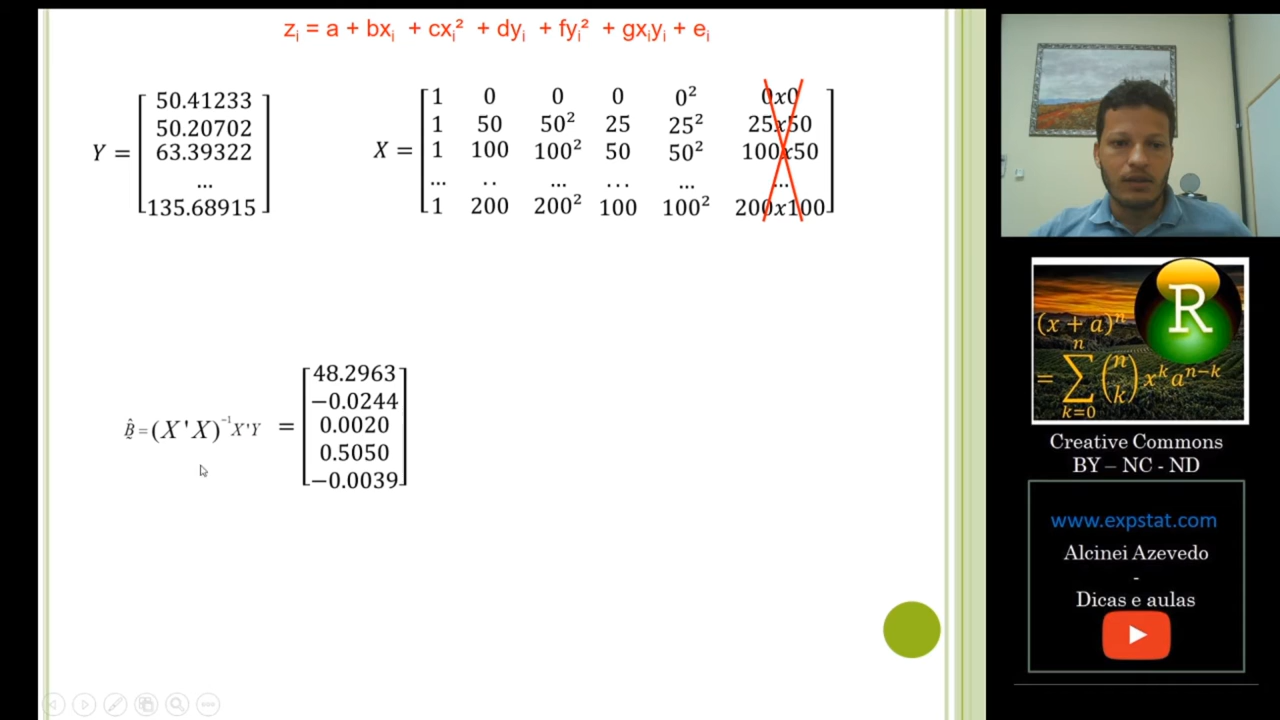 zᵢ = a + bxᵢ + cxᵢ² + dyᵢ + fyᵢ² + gxᵢyᵢ + eᵢ
Y = [50.41233
50.20702
63.39322
...
135.68915]
X = [1 0 0 0 0² 0x0
1 50 50² 25 25² 25x50
1 100 100² 50 50² 100x50
... .. ... ... ... ...
1 200 200² 100 100² 200x100]
β̂ = (X'X)⁻¹X'Y = [48.2963
−0.0244
0.0020
0.5050
−0.0039]
R
(x + a)ⁿ
= ∑ₖ₌₀ⁿ (n k) xᵏaⁿ⁻ᵏ
Creative Commons
BY – NC - ND
www.expstat.com
Alcinei Azevedo
-
Dicas e aulas